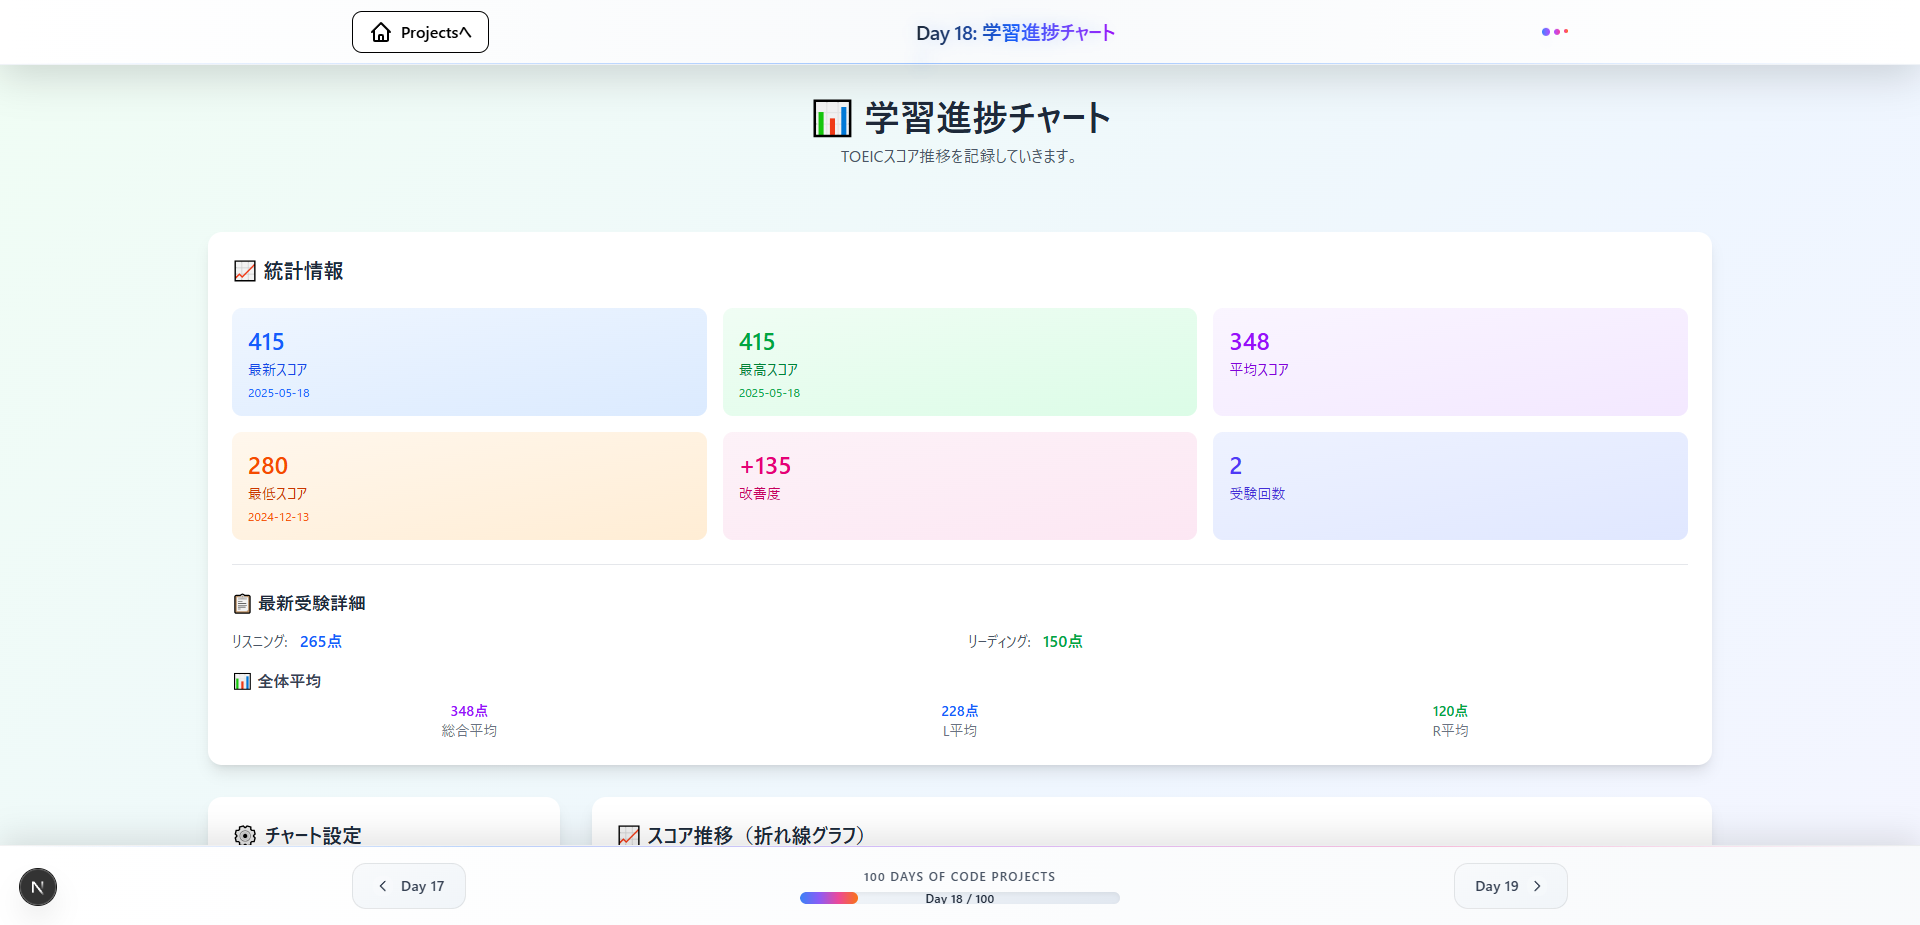 Projectsへ
Day 18: 学習進捗チャート
学習進捗チャート
TOEICスコア推移を記録していきます。
統計情報
415
最新スコア
2025-05-18
415
最高スコア
2025-05-18
348
平均スコア
280
最低スコア
2024-12-13
+135
改善度
2
受験回数
最新受験詳細
リスニング: 265点
リーディング: 150点
全体平均
348点
総合平均
228点
L平均
120点
R平均
チャート設定
スコア推移（折れ線グラフ）
N
Day 17
100 DAYS OF CODE PROJECTS
Day 18 / 100
Day 19